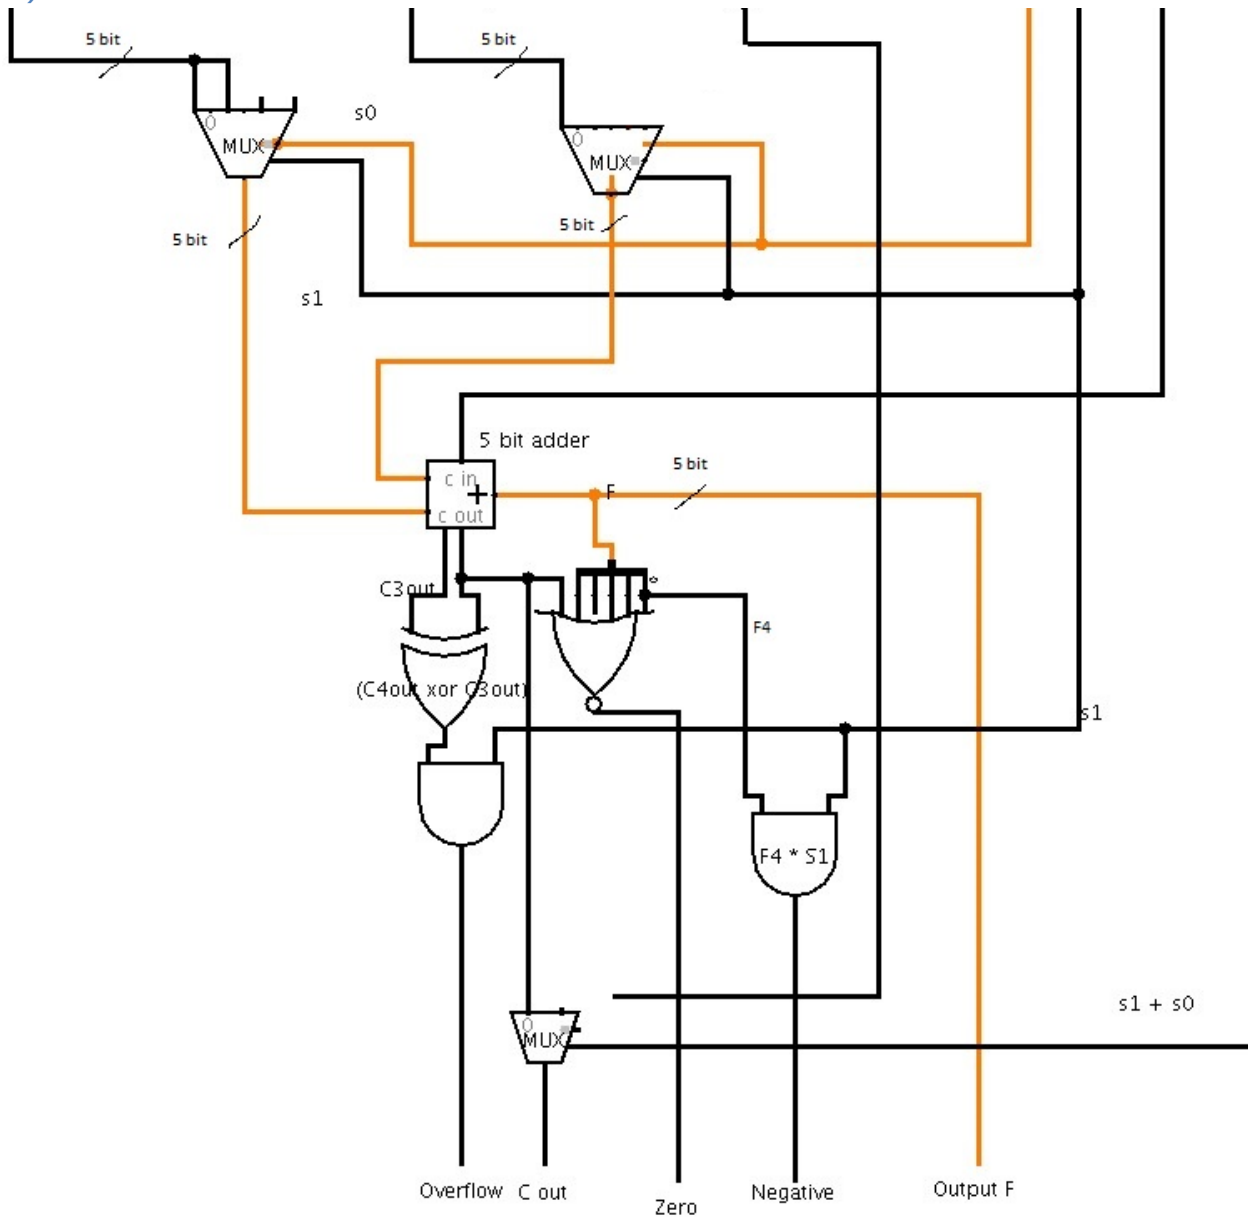 5 bit
5 bit
s0
0
MUX
0
MUX
5 bit
5 bit
s1
5 bit adder
5 bit
c in
+
F
c out
C3out
F4
(C4out xor C3out)
s1
F4 * S1
s1 + s0
0
MUX
Overflow
C out
Zero
Negative
Output F